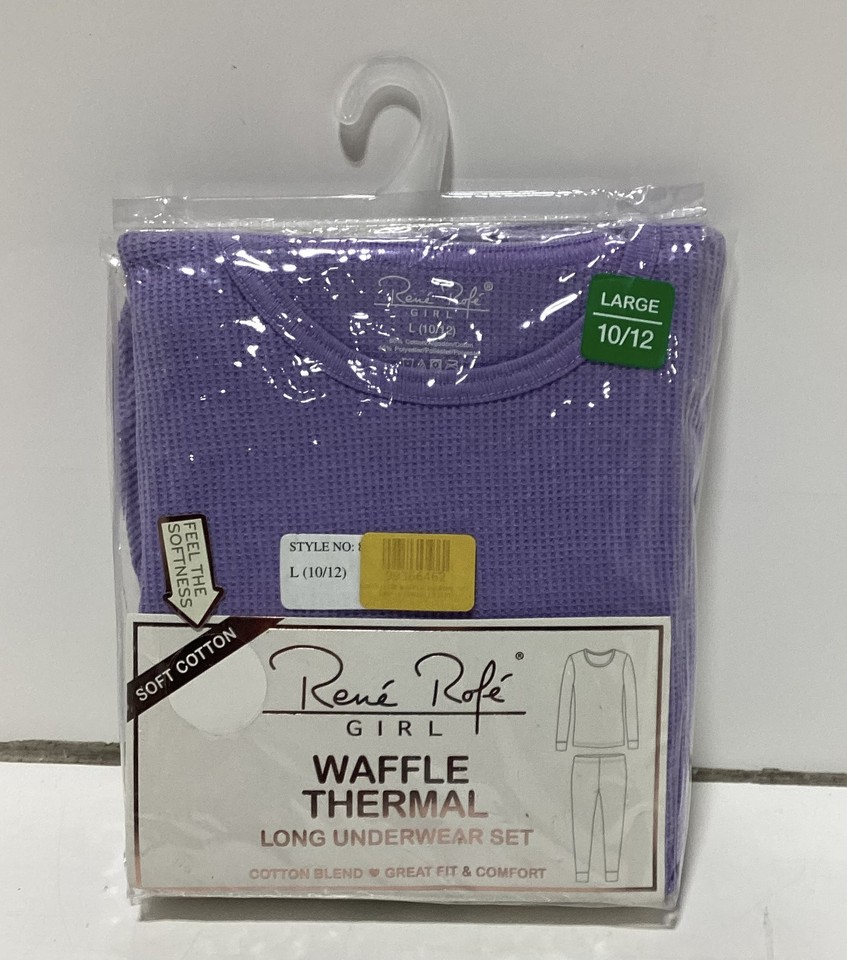 René Rofé®
GIRL
L (10/12)
LARGE
10/12
FEEL THE
SOFTNESS
STYLE NO:
L (10/12)
SOFT COTTON
René Rofé®
GIRL
WAFFLE
THERMAL
LONG UNDERWEAR SET
COTTON BLEND ♥ GREAT FIT & COMFORT